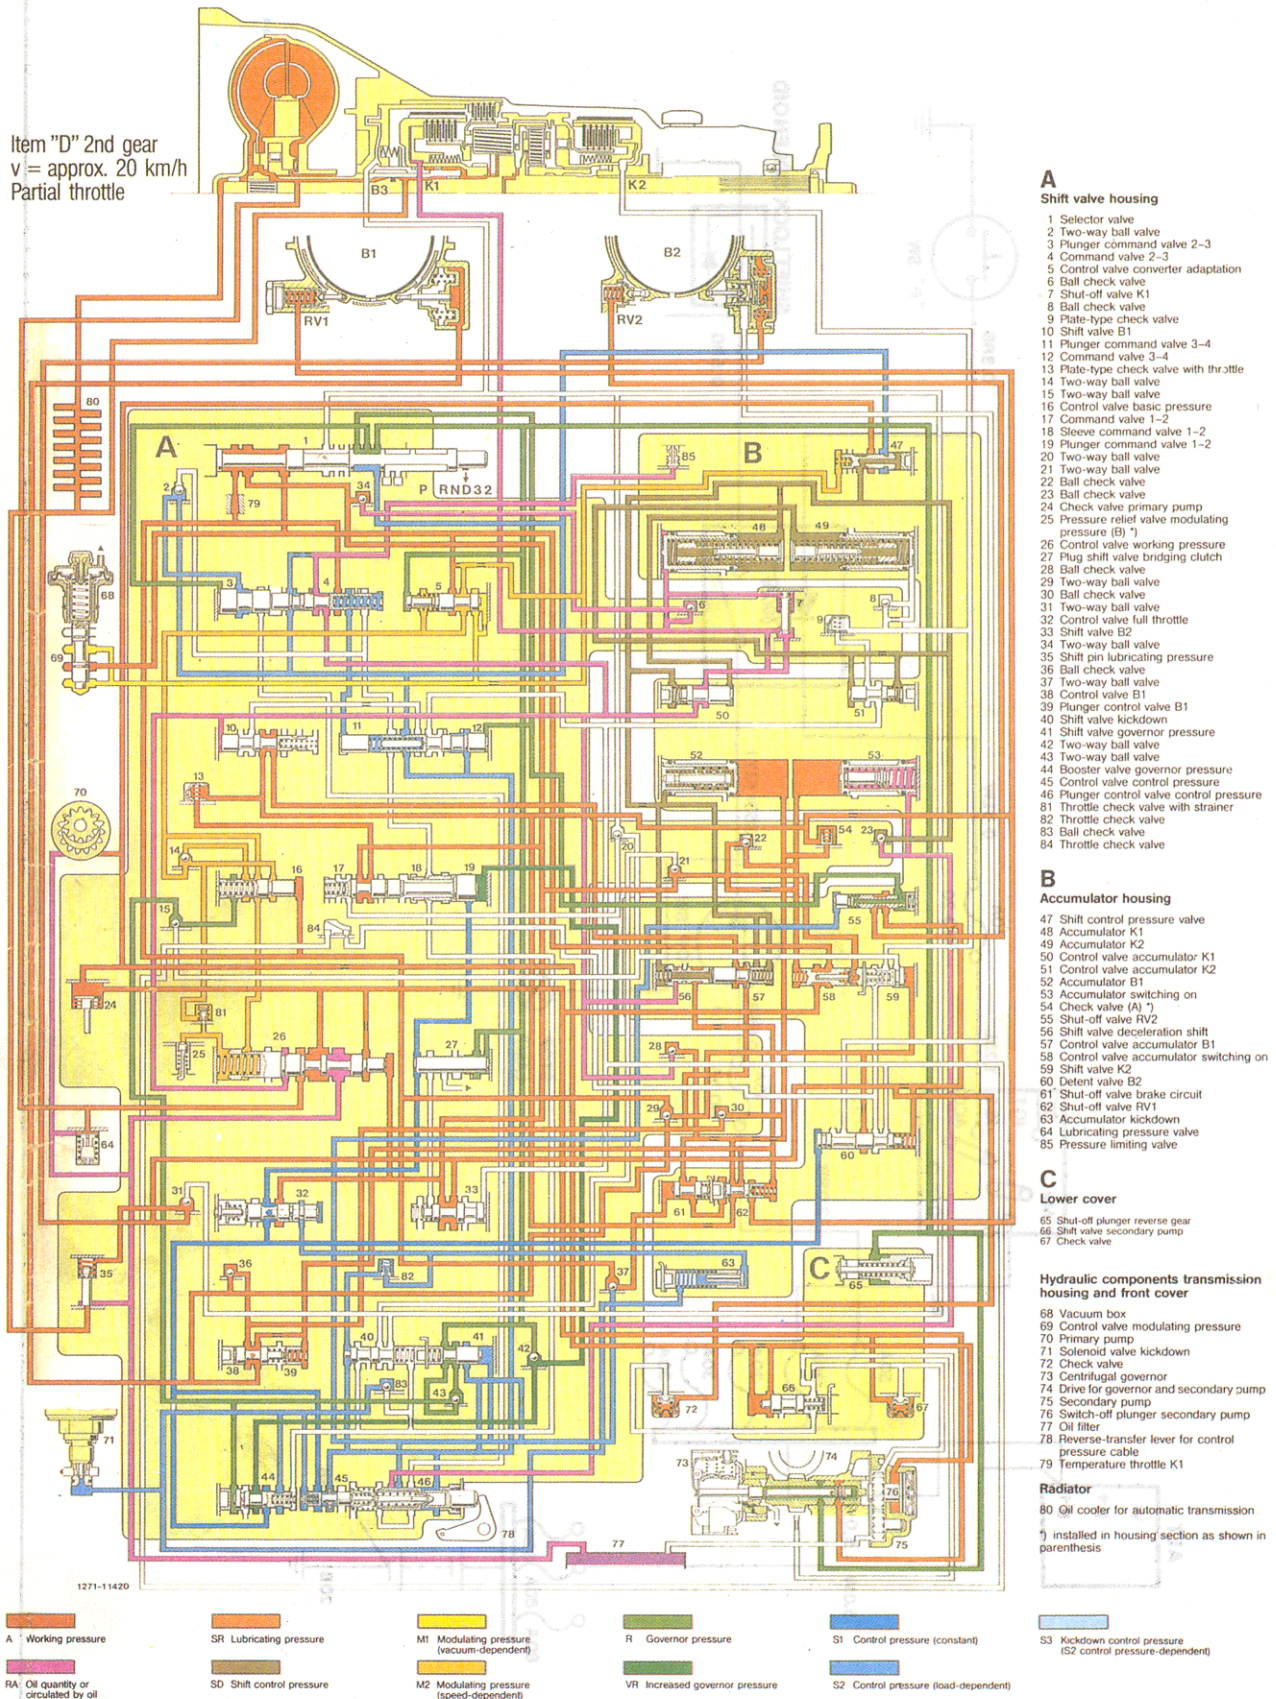 Item "D" 2nd gear
v = approx. 20 km/h
Partial throttle
B3
K1
K2
B1
B2
RV1
RV2
A
B
C
P RND32
A
Shift valve housing
1 Selector valve
2 Two-way ball valve
3 Plunger command valve 2–3
4 Command valve 2–3
5 Control valve converter adaptation
6 Ball check valve
7 Shut-off valve K1
8 Ball check valve
9 Plate-type check valve
10 Shift valve B1
11 Plunger command valve 3–4
12 Command valve 3–4
13 Plate-type check valve with throttle
14 Two-way ball valve
15 Two-way ball valve
16 Control valve basic pressure
17 Command valve 1–2
18 Sleeve command valve 1–2
19 Plunger command valve 1–2
20 Two-way ball valve
21 Two-way ball valve
22 Ball check valve
23 Ball check valve
24 Check valve primary pump
25 Pressure relief valve modulating
pressure (B) *)
26 Control valve working pressure
27 Plug shift valve bridging clutch
28 Ball check valve
29 Two-way ball valve
30 Ball check valve
31 Two-way ball valve
32 Control valve full throttle
33 Shift valve B2
34 Two-way ball valve
35 Shift pin lubricating pressure
36 Ball check valve
37 Two-way ball valve
38 Control valve B1
39 Plunger control valve B1
40 Shift valve kickdown
41 Shift valve governor pressure
42 Two-way ball valve
43 Two-way ball valve
44 Booster valve governor pressure
45 Control valve control pressure
46 Plunger control valve control pressure
81 Throttle check valve with strainer
82 Throttle check valve
83 Ball check valve
84 Throttle check valve
B
Accumulator housing
47 Shift control pressure valve
48 Accumulator K1
49 Accumulator K2
50 Control valve accumulator K1
51 Control valve accumulator K2
52 Accumulator B1
53 Accumulator switching on
54 Check valve (A) *)
55 Shut-off valve RV2
56 Shift valve deceleration shift
57 Control valve accumulator B1
58 Control valve accumulator switching on
59 Shift valve K2
60 Detent valve B2
61 Shut-off valve brake circuit
62 Shut-off valve RV1
63 Accumulator kickdown
64 Lubricating pressure valve
85 Pressure limiting valve
C
Lower cover
65 Shut-off plunger reverse gear
66 Shift valve secondary pump
67 Check valve
Hydraulic components transmission
housing and front cover
68 Vacuum box
69 Control valve modulating pressure
70 Primary pump
71 Solenoid valve kickdown
72 Check valve
73 Centrifugal governor
74 Drive for governor and secondary pump
75 Secondary pump
76 Switch-off plunger secondary pump
77 Oil filter
78 Reverse-transfer lever for control
pressure cable
79 Temperature throttle K1
Radiator
80 Oil cooler for automatic transmission
*) installed in housing section as shown in
parenthesis
1271-11420
A Working pressure
SR Lubricating pressure
M1 Modulating pressure
(vacuum-dependent)
R Governor pressure
S1 Control pressure (constant)
S3 Kickdown control pressure
(S2 control pressure-dependent)
RA Oil quantity or
circulated by oil
SD Shift control pressure
M2 Modulating pressure
(speed-dependent)
VR Increased governor pressure
S2 Control pressure (load-dependent)